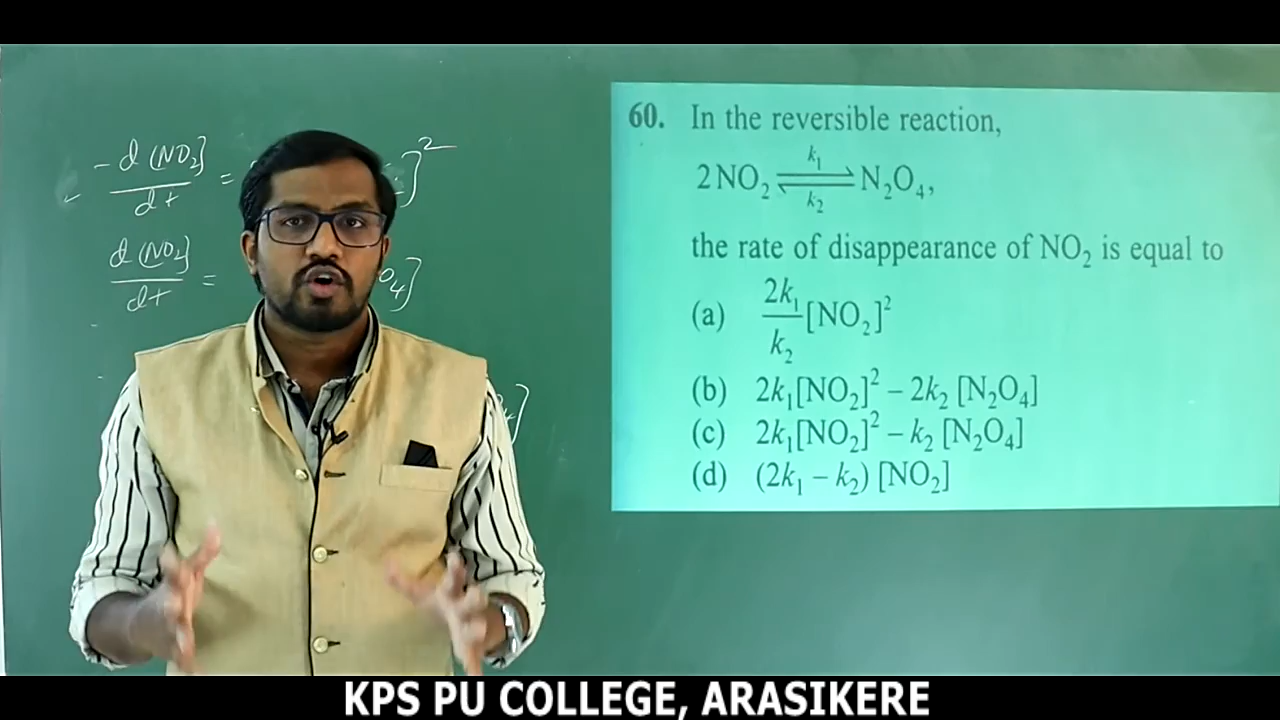 - d [NO₂] / dt = ]²
d [NO₂] / dt = O₄]
]
60. In the reversible reaction,
2NO₂ ⇌ N₂O₄,
k₁
k₂
the rate of disappearance of NO₂ is equal to
(a) 2k₁/k₂ [NO₂]²
(b) 2k₁[NO₂]² – 2k₂ [N₂O₄]
(c) 2k₁[NO₂]² – k₂ [N₂O₄]
(d) (2k₁ – k₂) [NO₂]
KPS PU COLLEGE, ARASIKERE